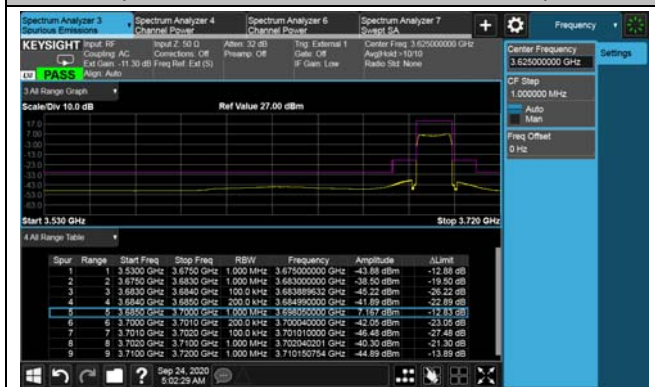 Spectrum Analyzer 3
Spurious Emissions
Spectrum Analyzer 4
Channel Power
Spectrum Analyzer 6
Channel Power
Spectrum Analyzer 7
Swept SA
+
Frequency
KEYSIGHT Input: RF
Coupling: AC
Ext Gain: -11.30 dB
Align: Auto
Input Z: 50 Ω
Corrections: Off
Freq Ref: Ext (S)
Atten: 32 dB
Preamp: Off
Trig: External 1
Gate: Off
IF Gain: Low
Center Freq: 3.625000000 GHz
Avg|Hold:>10/10
Radio Std: None
LXI PASS
Center Frequency
3.625000000 GHz
Settings
CF Step
1.000000 MHz
Auto
Man
Freq Offset
0 Hz
3 All Range Graph
Scale/Div 10.0 dB
Ref Value 27.00 dBm
17.0
7.00
-3.00
-13.0
-23.0
-33.0
-43.0
-53.0
-63.0
Start 3.530 GHz
Stop 3.720 GHz
4 All Range Table
Spur Range Start Freq Stop Freq RBW Frequency Amplitude ΔLimit
1 1 3.5300 GHz 3.6750 GHz 1.000 MHz 3.675000000 GHz -43.88 dBm -12.88 dB
2 2 3.6750 GHz 3.6830 GHz 1.000 MHz 3.683000000 GHz -38.50 dBm -19.50 dB
3 3 3.6830 GHz 3.6840 GHz 100.0 kHz 3.683889632 GHz -45.22 dBm -26.22 dB
4 4 3.6840 GHz 3.6850 GHz 200.0 kHz 3.684990000 GHz -41.89 dBm -22.89 dB
5 5 3.6850 GHz 3.7000 GHz 1.000 MHz 3.698050000 GHz 7.167 dBm -12.83 dB
6 6 3.7000 GHz 3.7010 GHz 200.0 kHz 3.700040000 GHz -42.05 dBm -23.05 dB
7 7 3.7010 GHz 3.7020 GHz 100.0 kHz 3.701010000 GHz -46.48 dBm -27.48 dB
8 8 3.7020 GHz 3.7100 GHz 1.000 MHz 3.702040201 GHz -40.30 dBm -21.30 dB
9 9 3.7100 GHz 3.7200 GHz 1.000 MHz 3.710150754 GHz -44.89 dBm -13.89 dB
Sep 24, 2020
5:02:29 AM